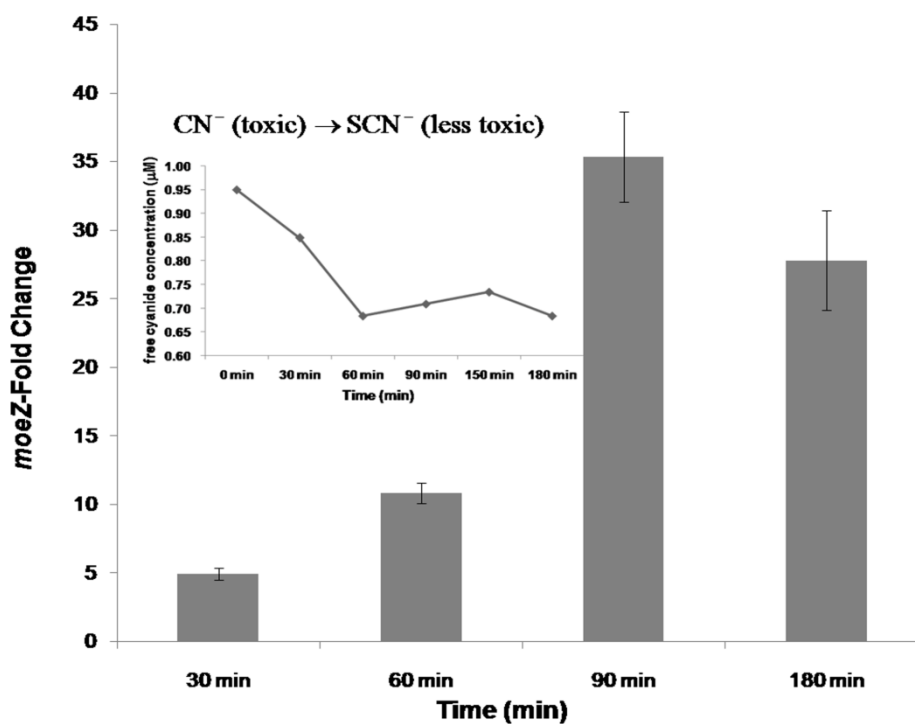 45
40
35
30
25
20
15
10
5
0
moeZ-Fold Change
30 min 60 min 90 min 180 min
Time (min)
CN⁻ (toxic) → SCN⁻ (less toxic)
1.00
0.95
0.90
0.85
0.80
0.75
0.70
0.65
0.60
free cyanide concentration (µM)
0 min 30 min 60 min 90 min 150 min 180 min
Time (min)